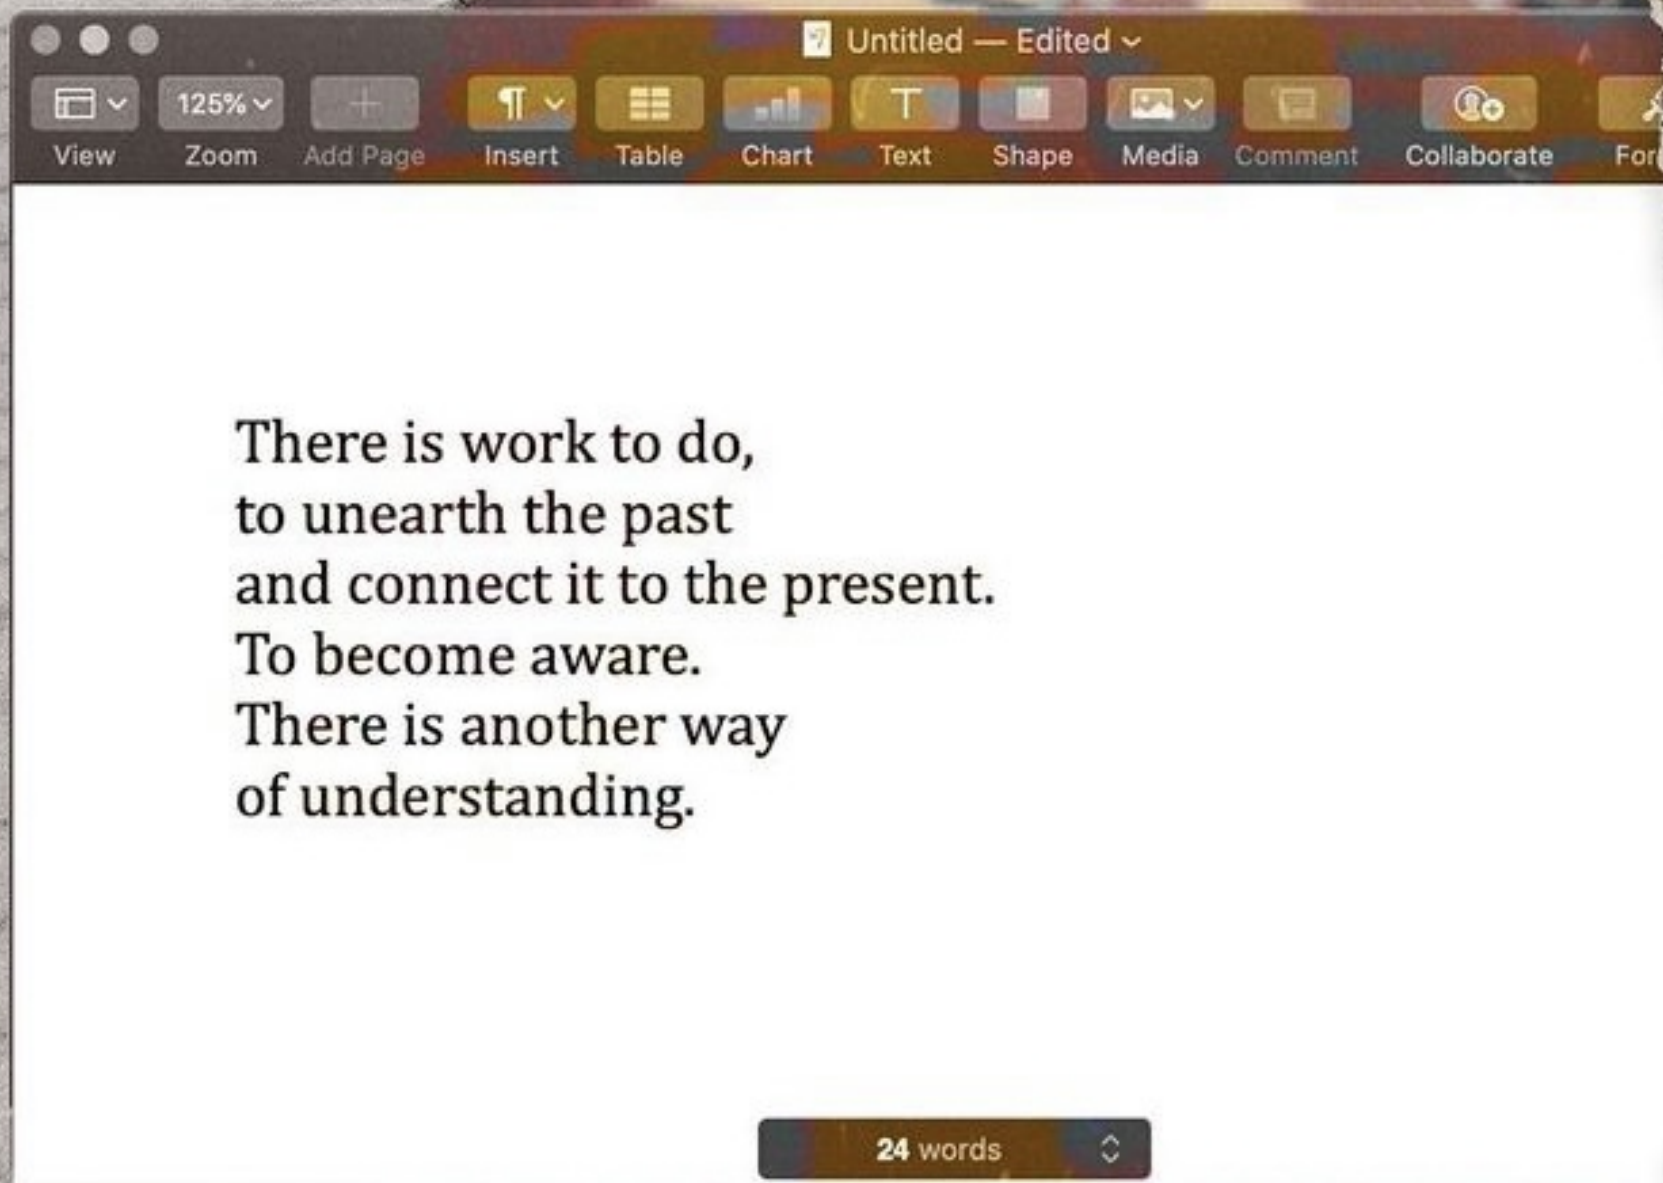 Untitled — Edited
125%
View Zoom Add Page Insert Table Chart Text Shape Media Comment Collaborate
There is work to do,
to unearth the past
and connect it to the present.
To become aware.
There is another way
of understanding.
24 words